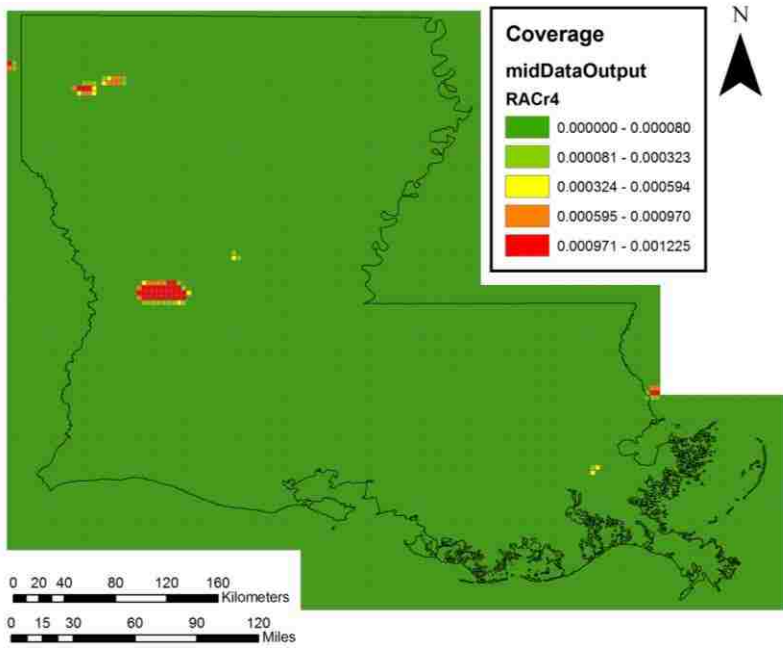 N
Coverage
midDataOutput
RACr4
0.000000 - 0.000080
0.000081 - 0.000323
0.000324 - 0.000594
0.000595 - 0.000970
0.000971 - 0.001225
0 20 40 80 120 160
Kilometers
0 15 30 60 90 120
Miles